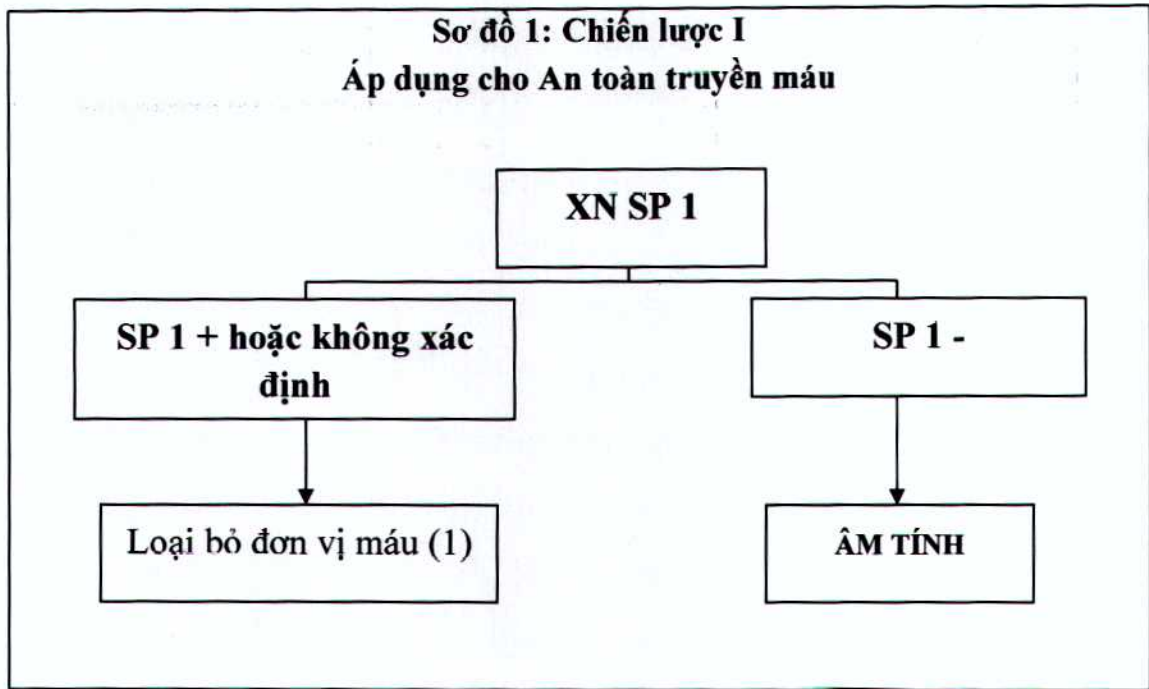 Sơ đồ 1: Chiến lược I
Áp dụng cho An toàn truyền máu
XN SP 1
SP 1 + hoặc không xác
định
SP 1 -
Loại bỏ đơn vị máu (1)
ÂM TÍNH